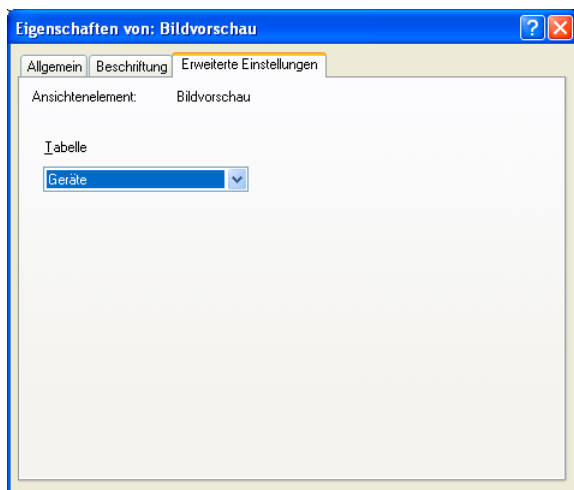 Eigenschaften von: Bildvorschau
Allgemein Beschriftung Erweiterte Einstellungen
Ansichtenelement: Bildvorschau
Tabelle
Geräte